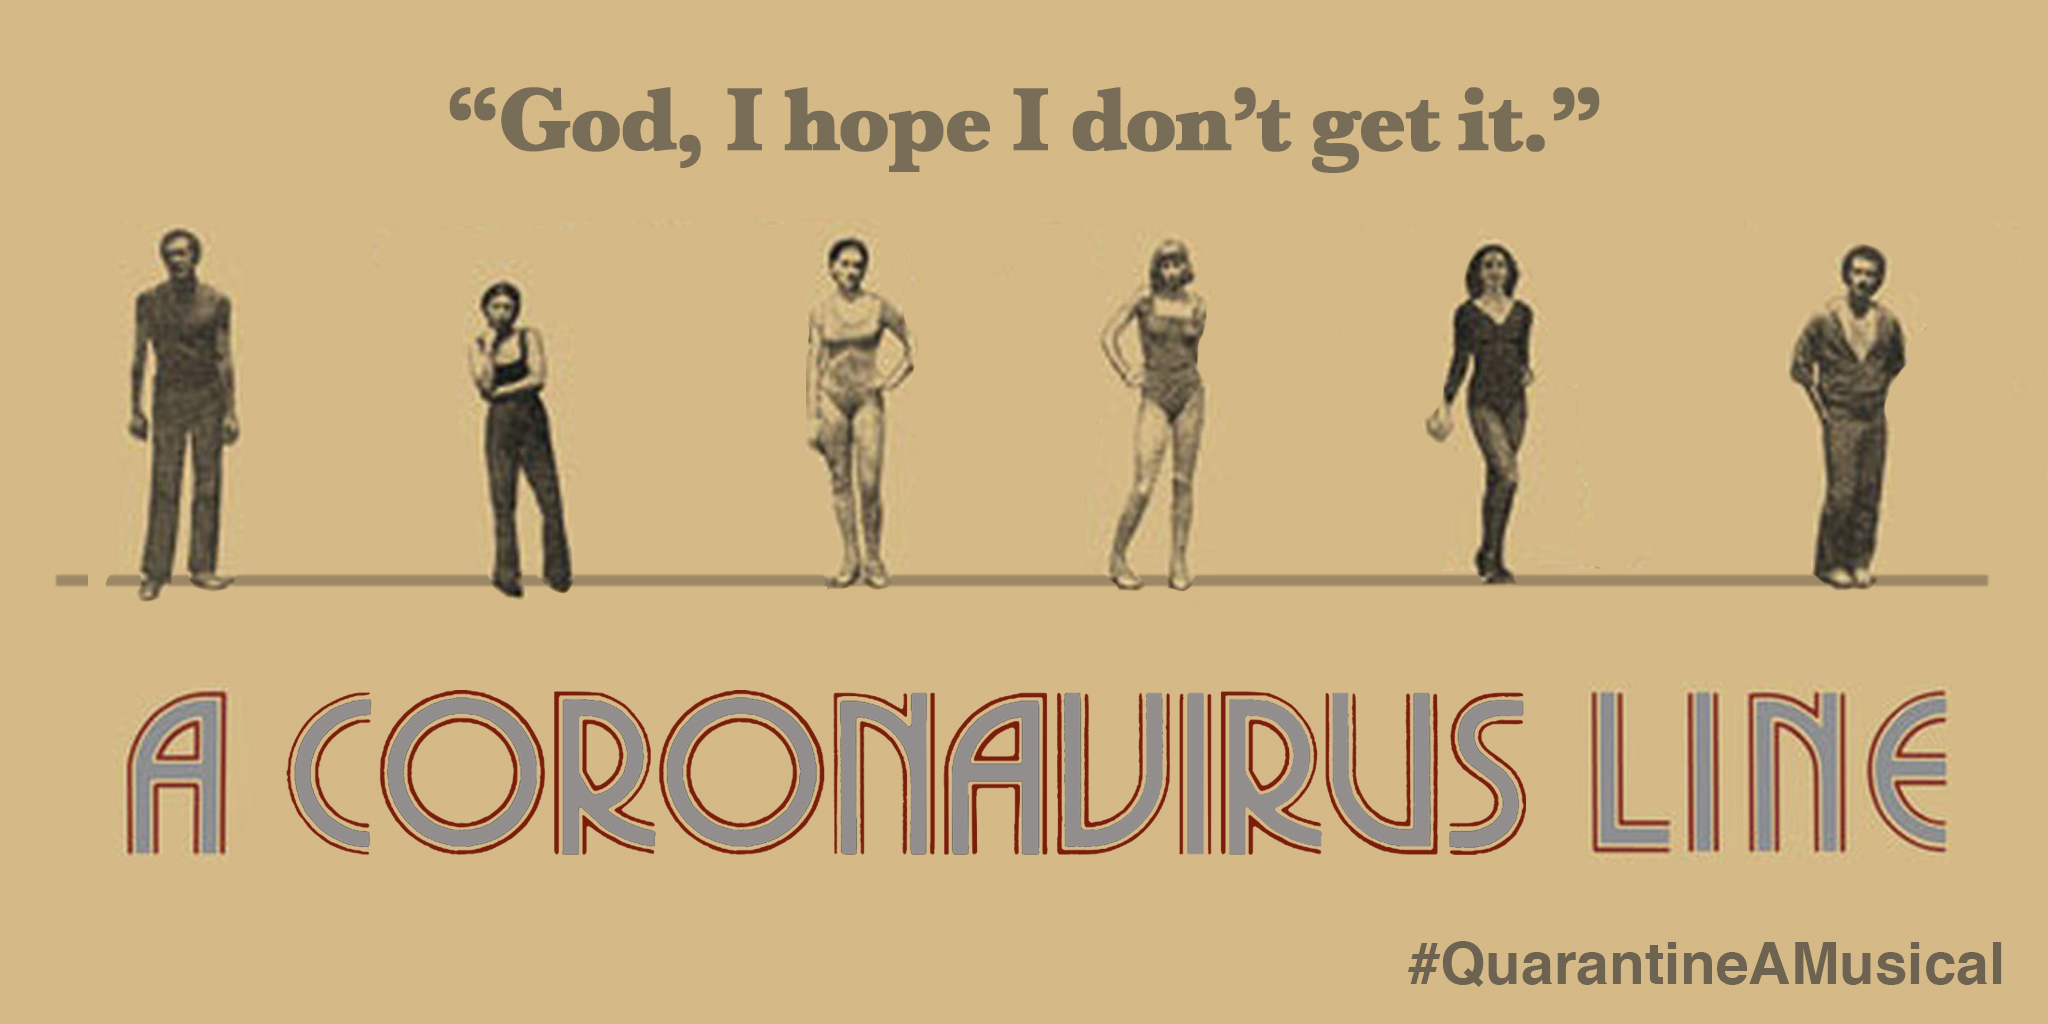 “God, I hope I don’t get it.”
A CORONAVIRUS LINE
#QuarantineAMusical